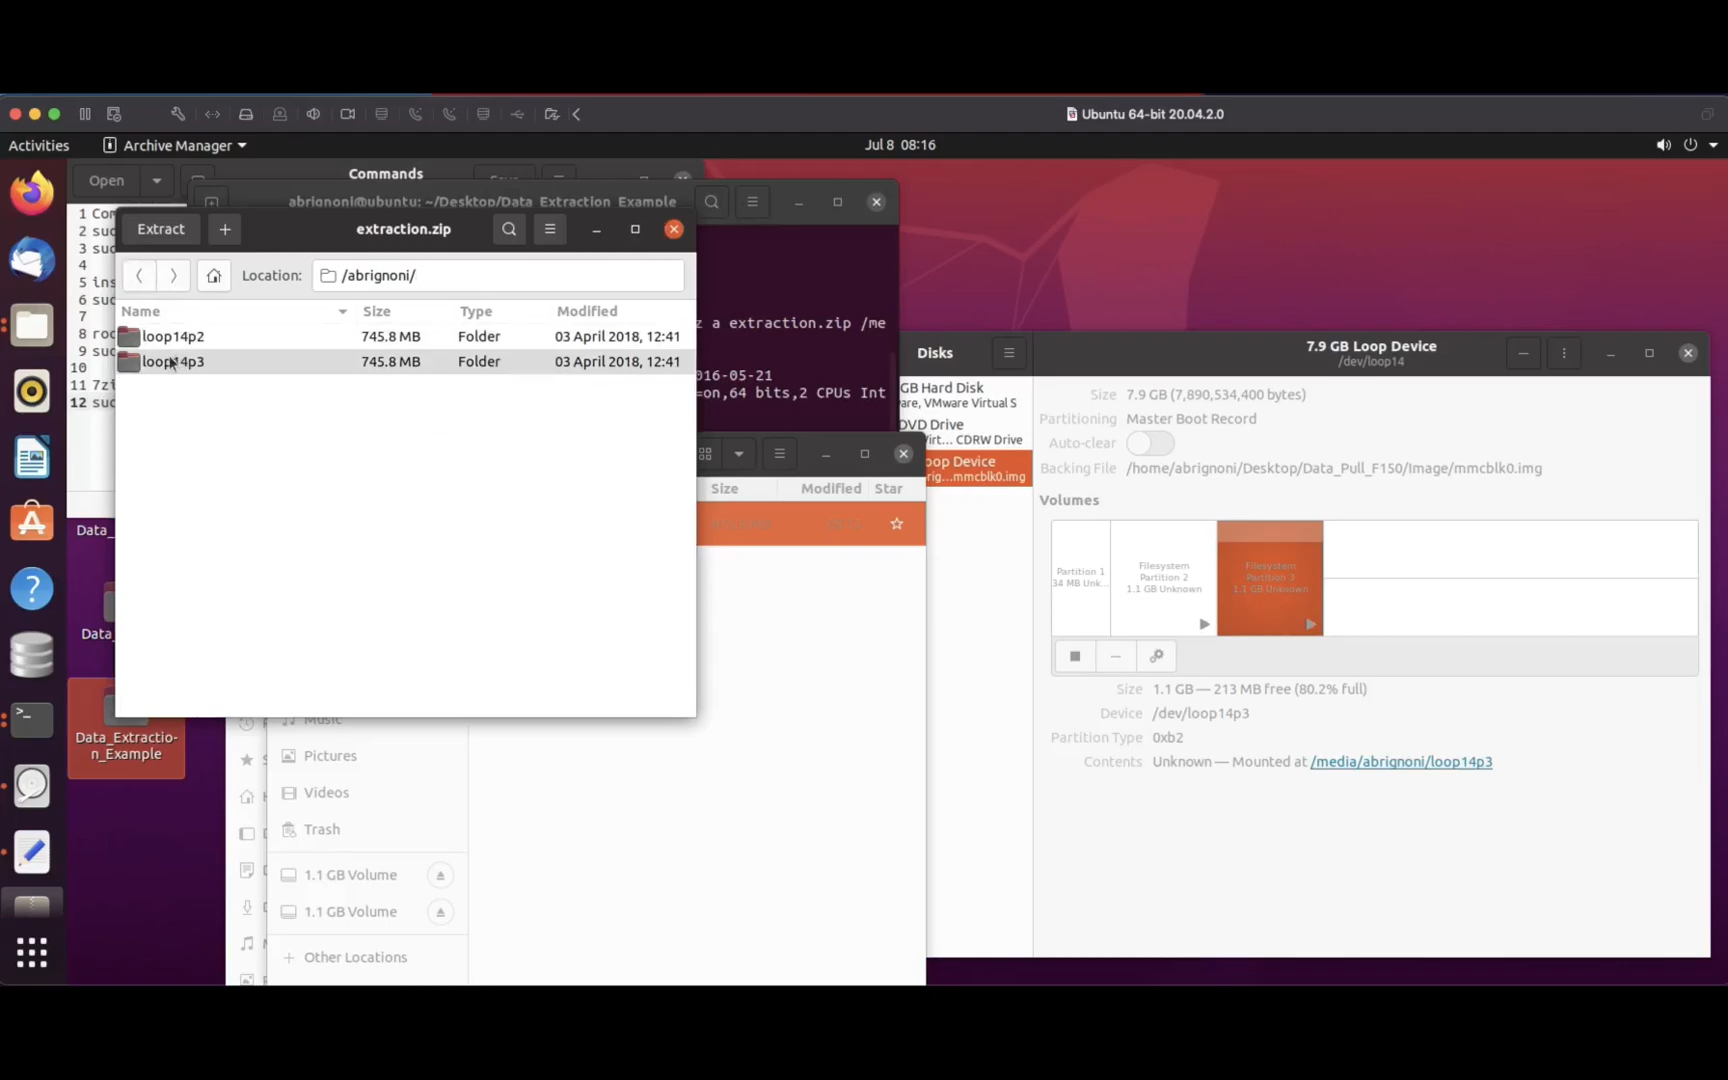 Ubuntu 64-bit 20.04.2.0
Activities
Archive Manager
Jul 8 08:16
Open
Commands
abrignoni@ubuntu: ~/Desktop/Data_Extraction_Example
1
2 suc
3 suc
4
5 ins
6 suc
7
8
9 suc
10
11
12 suc
Extract
extraction.zip
Location:
/abrignoni/
Name
Size
Type
Modified
loop14p2
745.8 MB
Folder
03 April 2018, 12:41
loop14p3
745.8 MB
Folder
03 April 2018, 12:41
z a extraction.zip /me
016-05-21
=on,64 bits,2 CPUs Int
Size
Modified
Star
Data_
Data_
Data_Extractio-
n_Example
Music
Pictures
Videos
Trash
1.1 GB Volume
1.1 GB Volume
Other Locations
Disks
GB Hard Disk
are, VMware Virtual S
DVD Drive
irt... CDRW Drive
oop Device
rig...mmcblk0.img
7.9 GB Loop Device
/dev/loop14
Size 7.9 GB (7,890,534,400 bytes)
Partitioning Master Boot Record
Auto-clear
Backing File /home/abrignoni/Desktop/Data_Pull_F150/Image/mmcblk0.img
Volumes
Partition 1
34 MB Unk...
Filesystem
Partition 2
1.1 GB Unknown
Filesystem
Partition 3
1.1 GB Unknown
Size 1.1 GB — 213 MB free (80.2% full)
Device /dev/loop14p3
Partition Type 0xb2
Contents Unknown — Mounted at /media/abrignoni/loop14p3